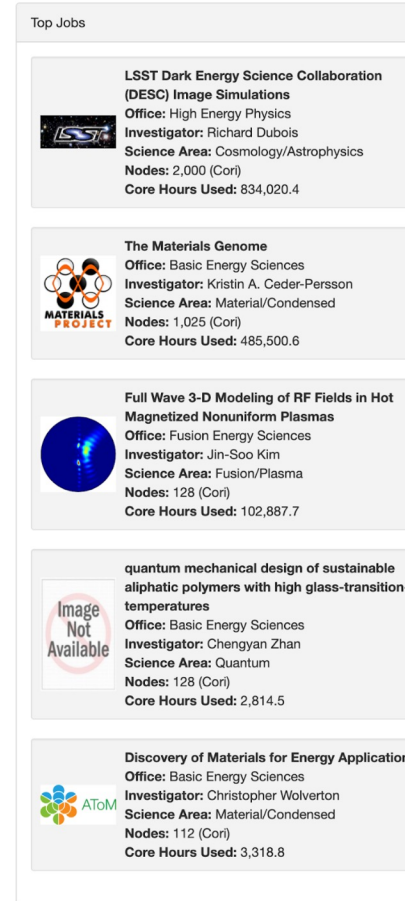 Top Jobs
LSST Dark Energy Science Collaboration
(DESC) Image Simulations
Office: High Energy Physics
Investigator: Richard Dubois
Science Area: Cosmology/Astrophysics
Nodes: 2,000 (Cori)
Core Hours Used: 834,020.4
LSST
The Materials Genome
Office: Basic Energy Sciences
Investigator: Kristin A. Ceder-Persson
Science Area: Material/Condensed
Nodes: 1,025 (Cori)
Core Hours Used: 485,500.6
MATERIALS
PROJECT
Full Wave 3-D Modeling of RF Fields in Hot
Magnetized Nonuniform Plasmas
Office: Fusion Energy Sciences
Investigator: Jin-Soo Kim
Science Area: Fusion/Plasma
Nodes: 128 (Cori)
Core Hours Used: 102,887.7
quantum mechanical design of sustainable
aliphatic polymers with high glass-transition
temperatures
Office: Basic Energy Sciences
Investigator: Chengyan Zhan
Science Area: Quantum
Nodes: 128 (Cori)
Core Hours Used: 2,814.5
Image
Not
Available
Discovery of Materials for Energy Application
Office: Basic Energy Sciences
Investigator: Christopher Wolverton
Science Area: Material/Condensed
Nodes: 112 (Cori)
Core Hours Used: 3,318.8
AToM